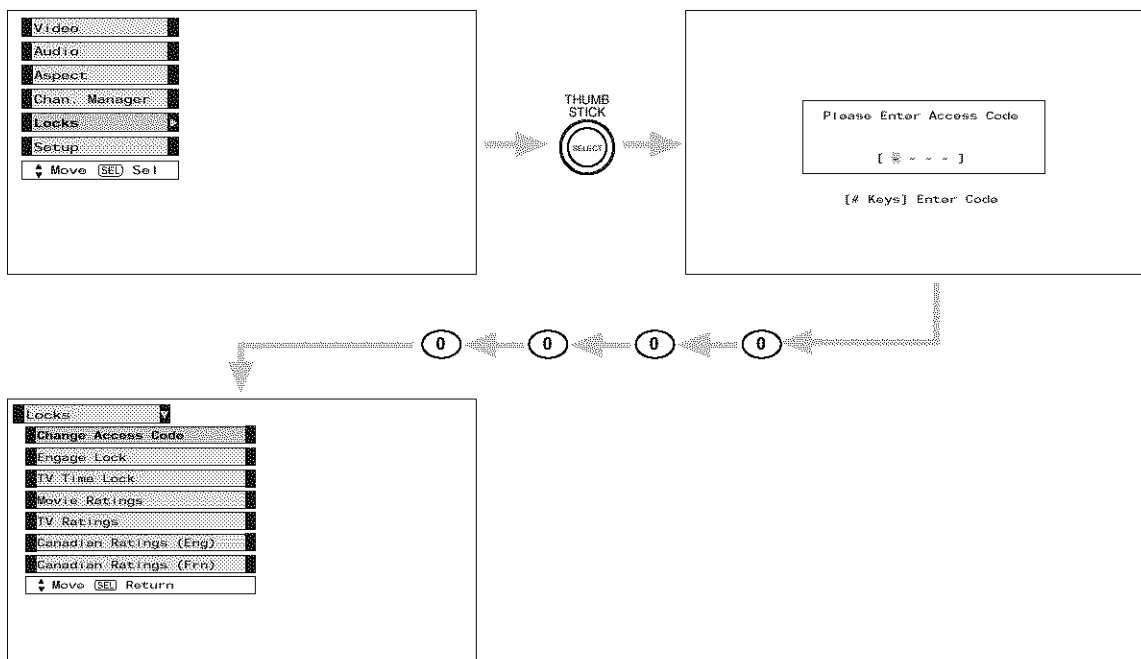 Video
Audio
Aspect
Chan. Manager
Locks
Setup
Move SEL Sel
THUMB
STICK
SELECT
Please Enter Access Code
[ - - - ]
[# Keys] Enter Code
0 0 0 0
Locks
Change Access Code
Engage Lock
TV Time Lock
Movie Ratings
TV Ratings
Canadian Ratings (Eng)
Canadian Ratings (Frn)
Move SEL Return